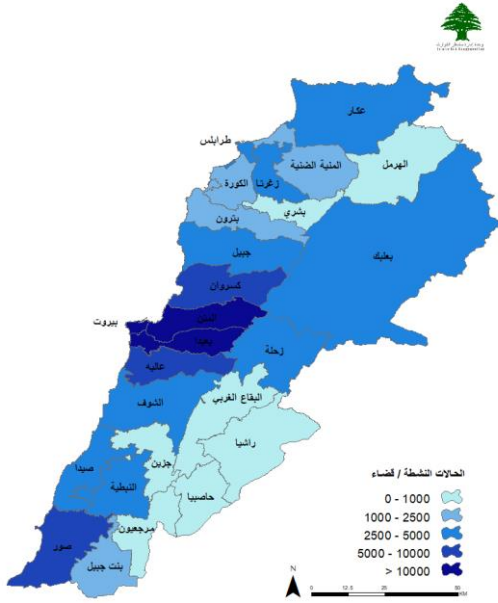 عكار
طرابلس
المنية الضنية
الهرمل
زغرتا
الكورة
بشري
بترون
بعلبك
جبيل
كسروان
المتن
بيروت
بعبدا
زحلة
عاليه
البقاع الغربي
الشوف
راشيا
جزين
صيدا
النبطية
حاصبيا
مرجعيون
صور
بنت جبيل
الحالات النشطة / قضاء
0 - 1000
1000 - 2500
2500 - 5000
5000 - 10000
> 10000
N
0 12.5 25 50
KM